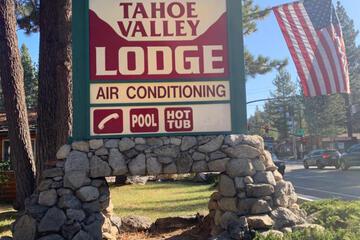 TAHOE
VALLEY
LODGE
AIR CONDITIONING
POOL HOT
TUB